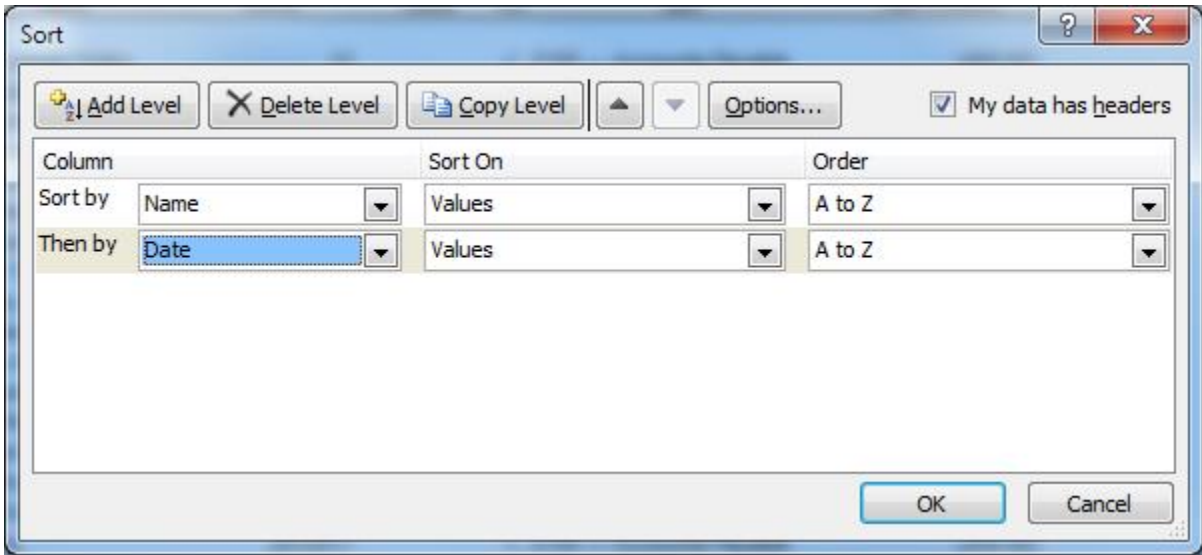 Sort
Add Level Delete Level Copy Level Options... My data has headers
Column Sort On Order
Sort by Name Values A to Z
Then by Date Values A to Z
OK Cancel